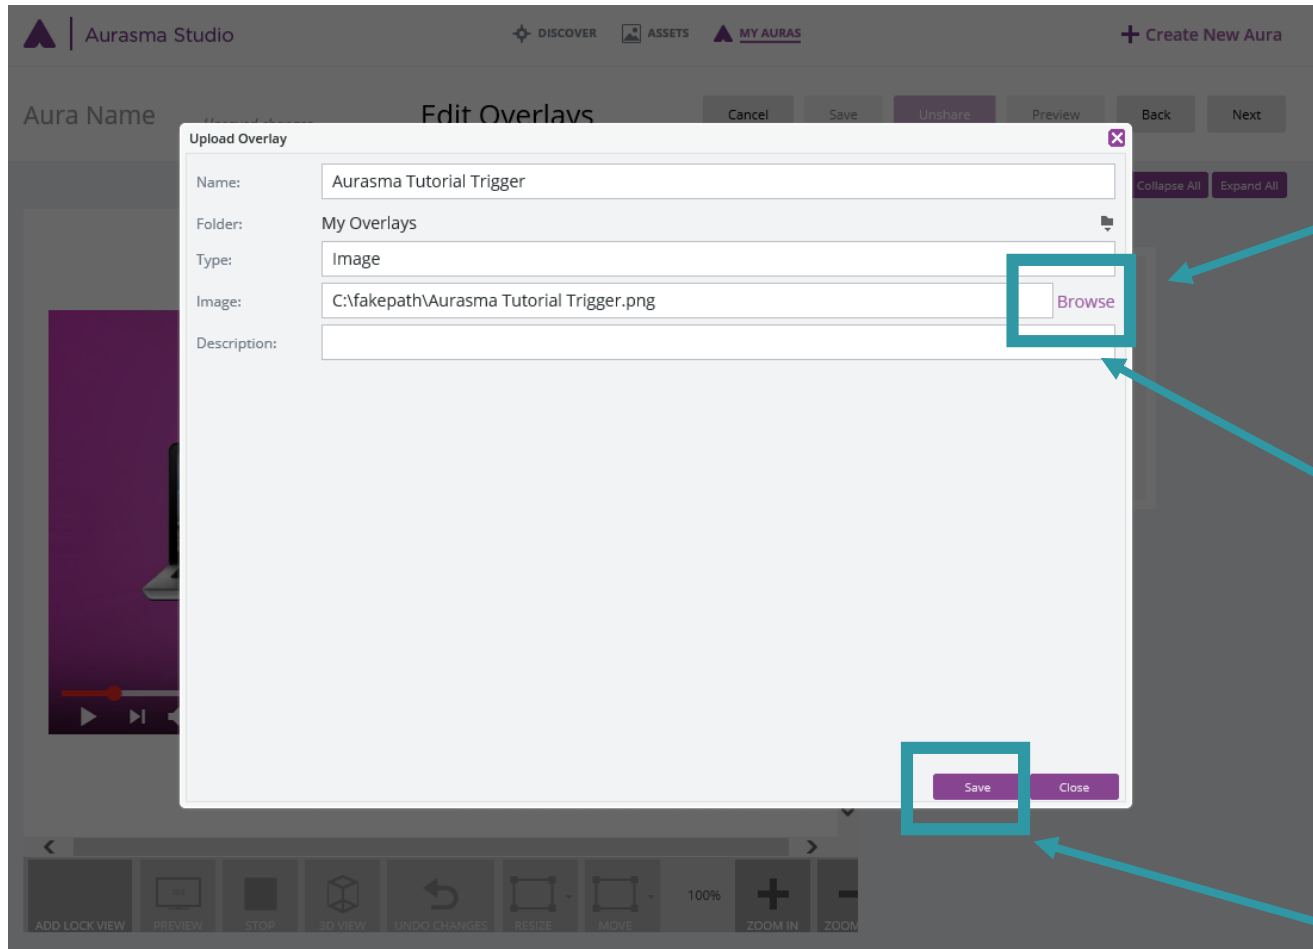 Aurasma Studio
DISCOVER
ASSETS
MY AURAS
Create New Aura
Aura Name
Edit Overlays
Cancel
Save
Unshare
Preview
Back
Next
Upload Overlay
Collapse All
Expand All
Name:
Aurasma Tutorial Trigger
Folder:
My Overlays
Type:
Image
Image:
C:\fakepath\Aurasma Tutorial Trigger.png
Browse
Description:
Save
Close
100%
ADD LOCK VIEW
PREVIEW
STOP
3D VIEW
UNDO CHANGES
RESIZE
MOVE
ZOOM IN
ZOOM